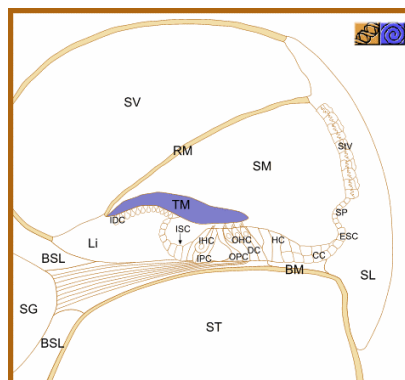 SV
RM
SM
StV
TM
IDC
SP
ISC
IHC
OHC
HC
ESC
Li
DC
CC
BSL
IPC
OPC
BM
SL
SG
ST
BSL